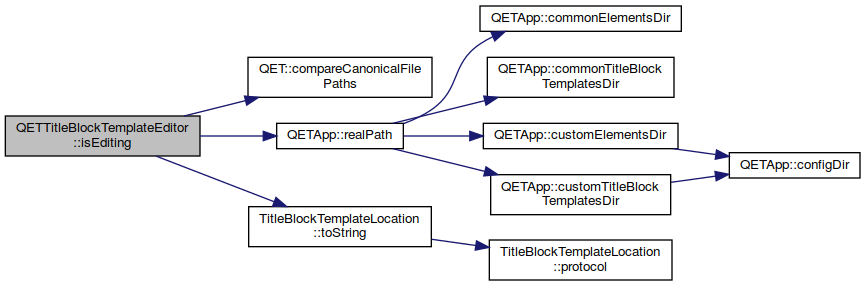 QETTitleBlockTemplateEditor
::isEditing
QET::compareCanonicalFile
Paths
QETApp::realPath
TitleBlockTemplateLocation
::toString
QETApp::commonElementsDir
QETApp::commonTitleBlock
TemplatesDir
QETApp::customElementsDir
QETApp::customTitleBlock
TemplatesDir
TitleBlockTemplateLocation
::protocol
QETApp::configDir